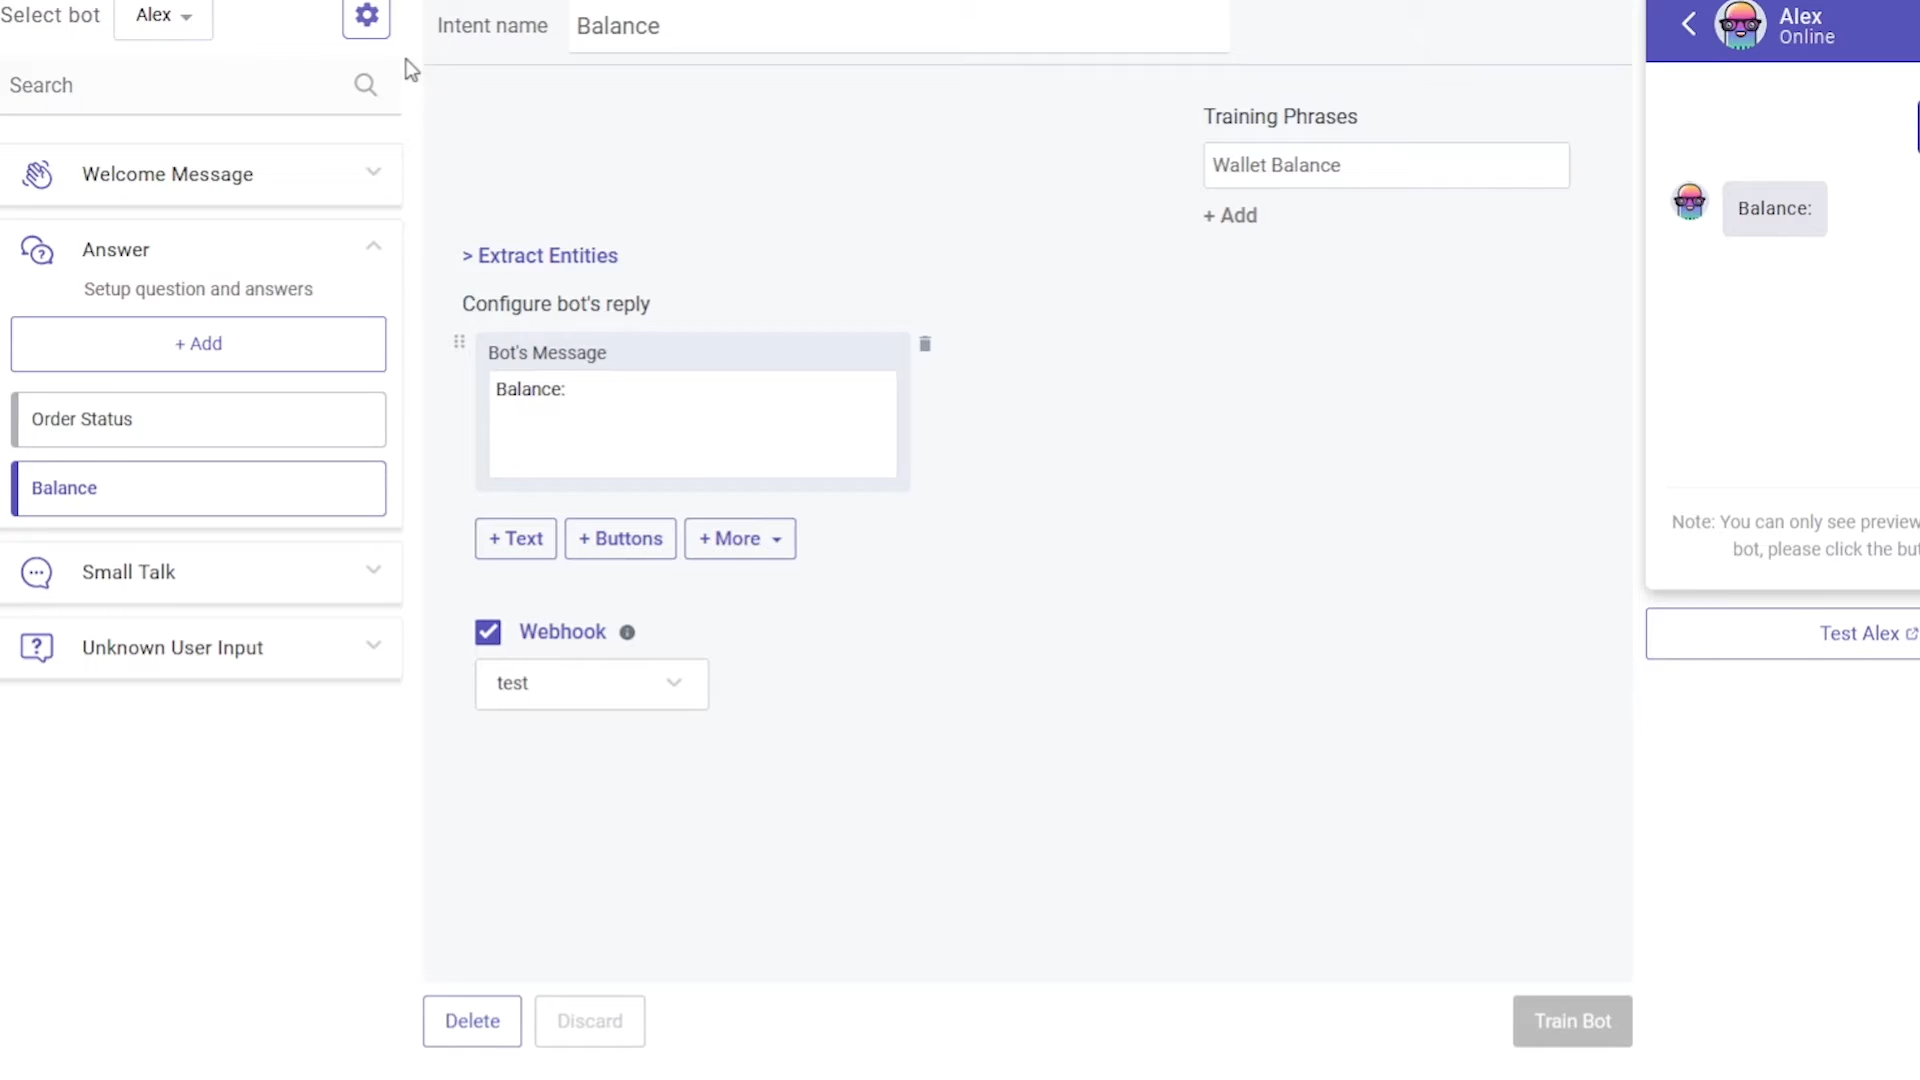 Select bot
Alex
Search
Welcome Message
Answer
Setup question and answers
+ Add
Order Status
Balance
Small Talk
Unknown User Input
Intent name
Balance
Training Phrases
Wallet Balance
+ Add
> Extract Entities
Configure bot's reply
Bot's Message
Balance:
+ Text
+ Buttons
+ More
Webhook
test
Delete
Discard
Train Bot
Alex
Online
Balance:
Note: You can only see preview
bot, please click the
Test Alex